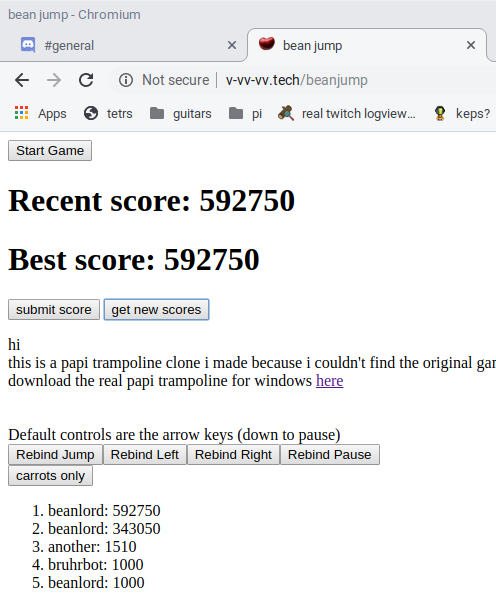 bean jump - Chromium
#general
bean jump
Not secure | v-vv-vv.tech/beanjump
Apps tetrs guitars pi real twitch logview... keps?
Start Game
Recent score: 592750
Best score: 592750
submit score get new scores
hi
this is a papi trampoline clone i made because i couldn't find the original
download the real papi trampoline for windows here
Default controls are the arrow keys (down to pause)
Rebind Jump Rebind Left Rebind Right Rebind Pause
carrots only
1. beanlord: 592750
2. beanlord: 343050
3. another: 1510
4. bruhrbot: 1000
5. beanlord: 1000